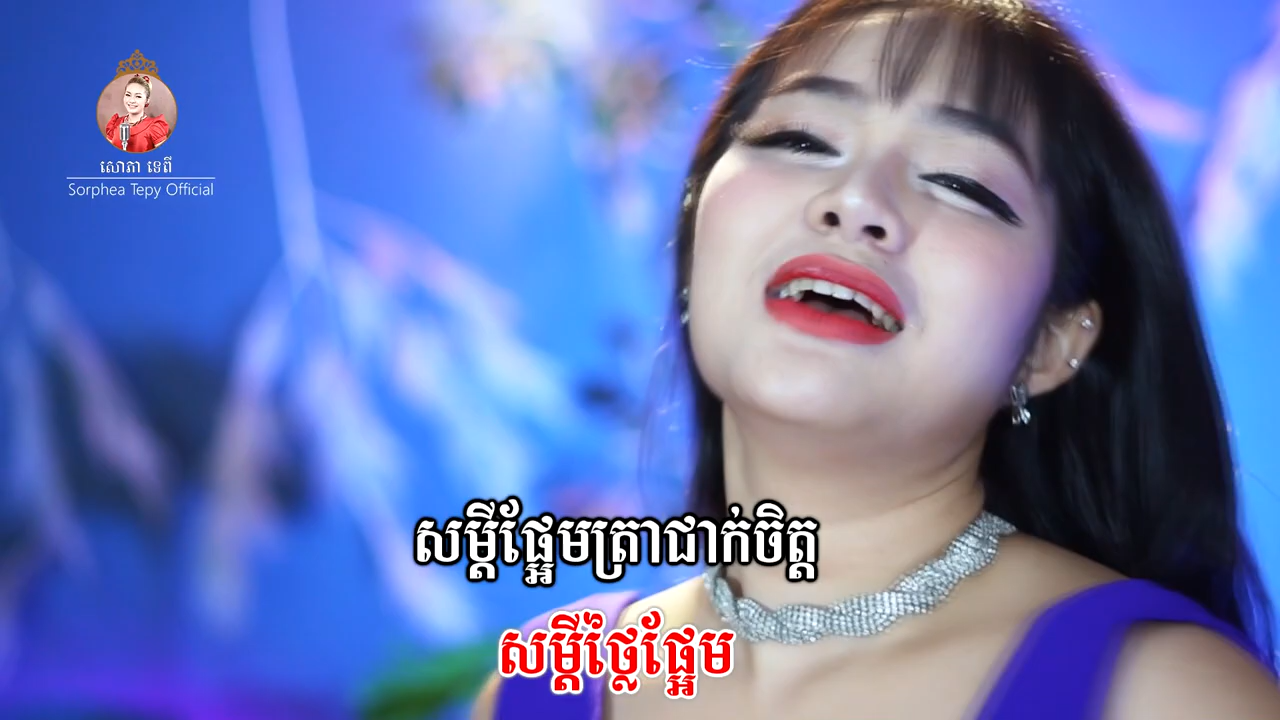 សោភា ទេពី
Sorphea Tepy Official
សម្ដីផ្អែមត្រជាក់ចិត្ត
សម្ដីថ្លៃផ្អែម